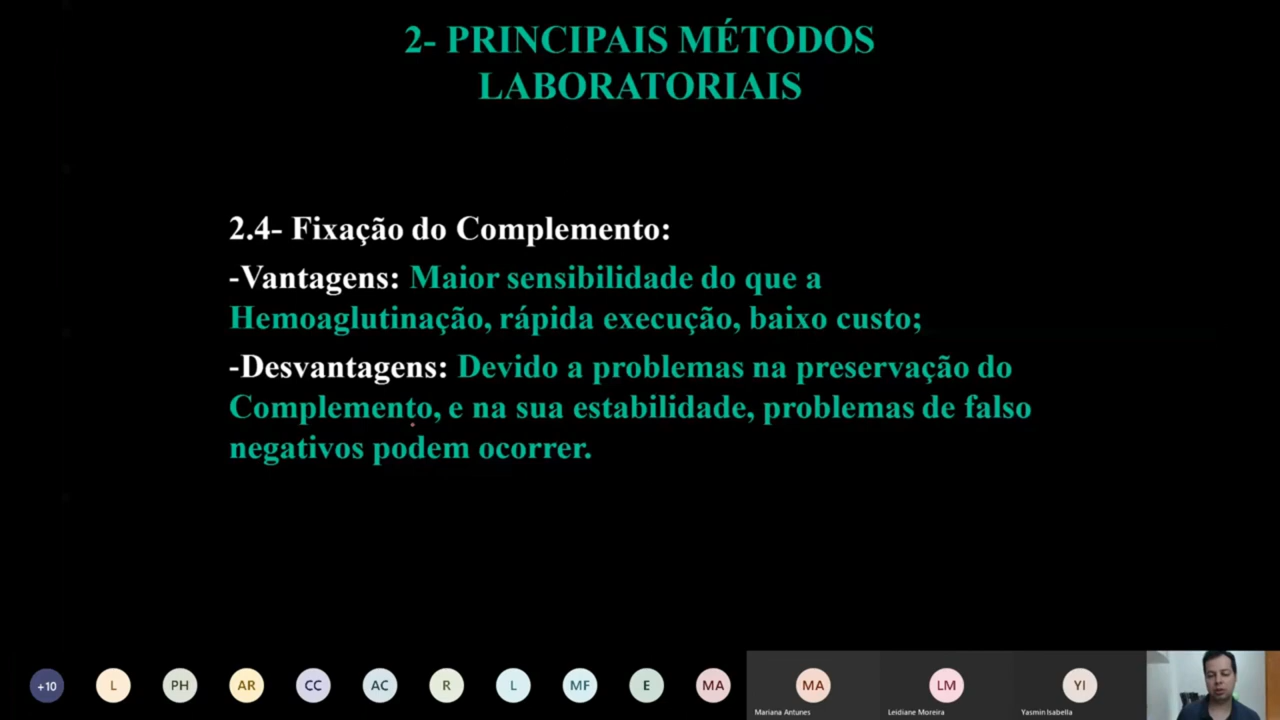 2- PRINCIPAIS MÉTODOS
LABORATORIAIS
2.4- Fixação do Complemento:
-Vantagens: Maior sensibilidade do que a
Hemoaglutinação, rápida execução, baixo custo;
-Desvantagens: Devido a problemas na preservação do
Complemento, e na sua estabilidade, problemas de falso
negativos podem ocorrer.
+10 L PH AR CC AC R L MF E MA MA LM YI
Mariana Antunes Leidiane Moreira Yasmin Isabella